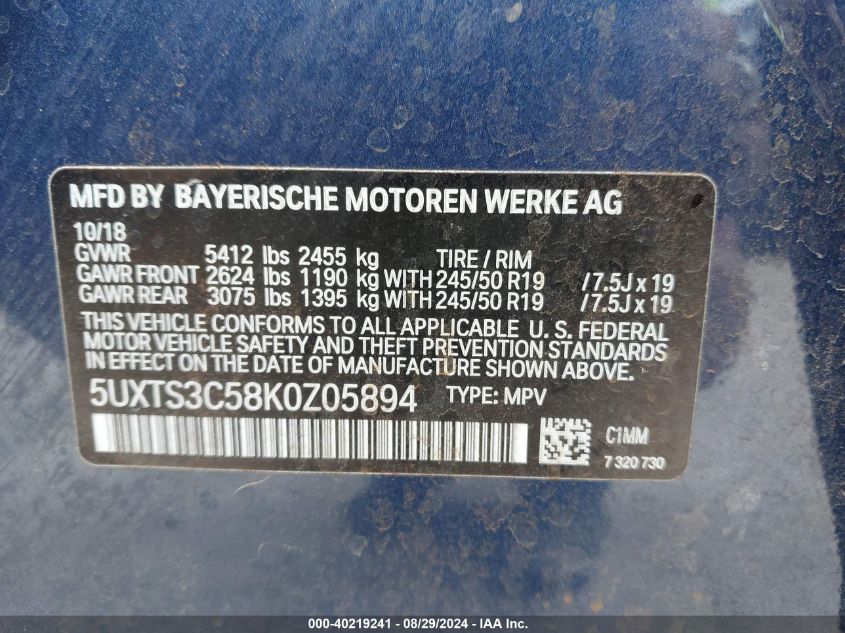 MFD BY BAYERISCHE MOTOREN WERKE AG
10/18
GVWR 5412 lbs 2455 kg TIRE / RIM
GAWR FRONT 2624 lbs 1190 kg WITH 245/50 R19 /7.5J x 19
GAWR REAR 3075 lbs 1395 kg WITH 245/50 R19 /7.5J x 19
THIS VEHICLE CONFORMS TO ALL APPLICABLE U. S. FEDERAL
MOTOR VEHICLE SAFETY AND THEFT PREVENTION STANDARDS
IN EFFECT ON THE DATE OF MANUFACTURE SHOWN ABOVE.
5UXTS3C58K0Z05894 TYPE: MPV
C1MM
7 320 730
000-40219241 - 08/29/2024 - IAA Inc.